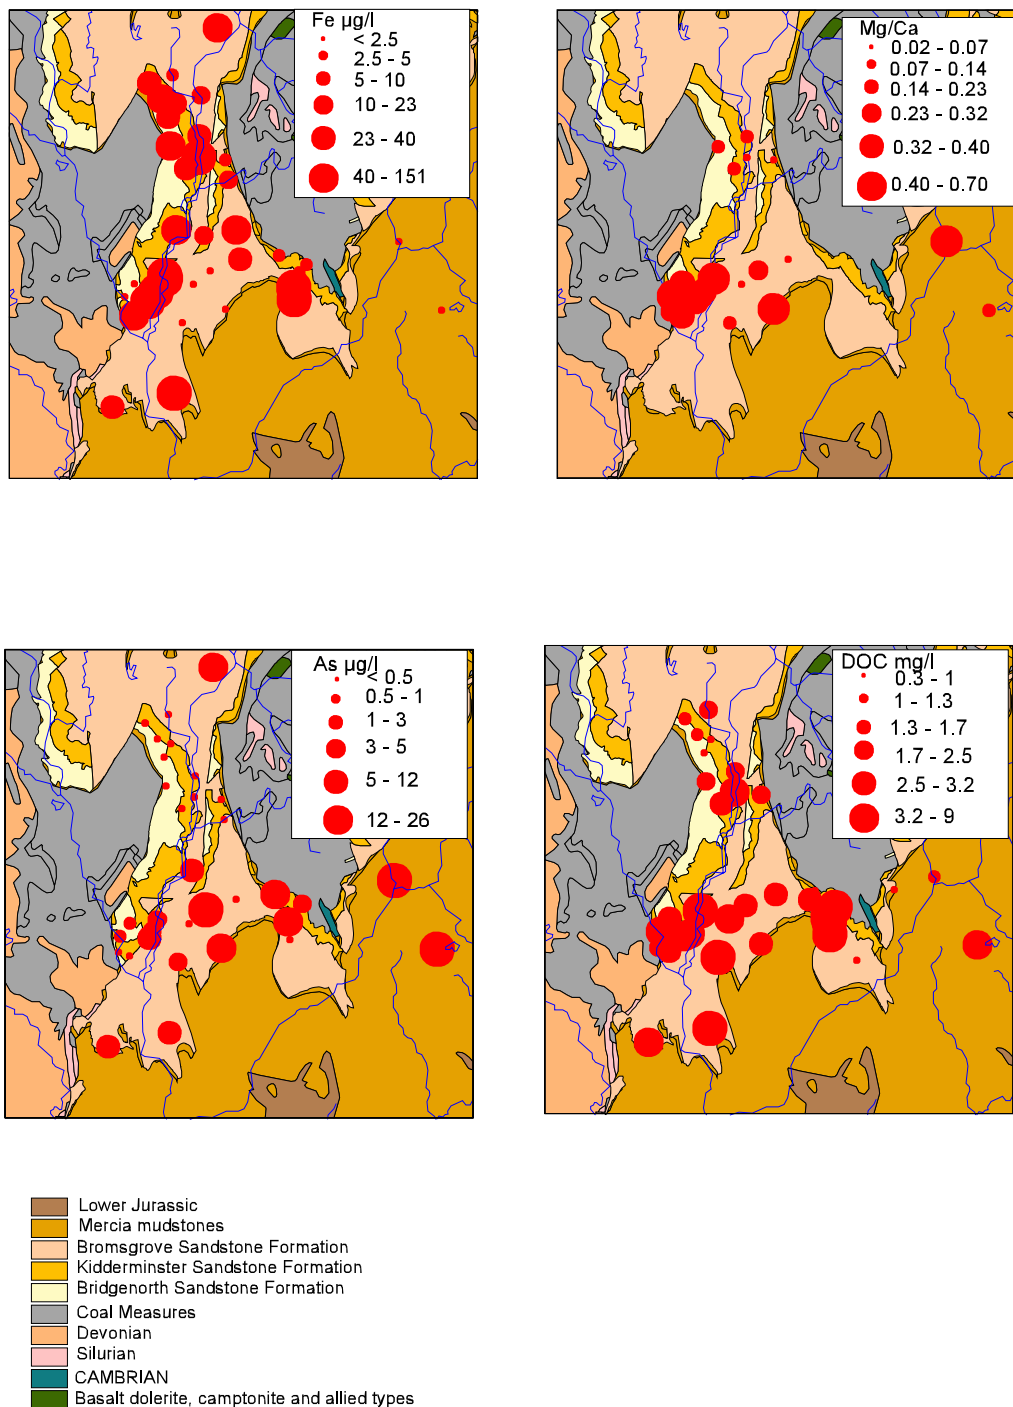 Fe µg/l
< 2.5
2.5 - 5
5 - 10
10 - 23
23 - 40
40 - 151
Mg/Ca
0.02 - 0.07
0.07 - 0.14
0.14 - 0.23
0.23 - 0.32
0.32 - 0.40
0.40 - 0.70
As µg/l
< 0.5
0.5 - 1
1 - 3
3 - 5
5 - 12
12 - 26
DOC mg/l
0.3 - 1
1 - 1.3
1.3 - 1.7
1.7 - 2.5
2.5 - 3.2
3.2 - 9
Lower Jurassic
Mercia mudstones
Bromsgrove Sandstone Formation
Kidderminster Sandstone Formation
Bridgenorth Sandstone Formation
Coal Measures
Devonian
Silurian
CAMBRIAN
Basalt dolerite, camptonite and allied types